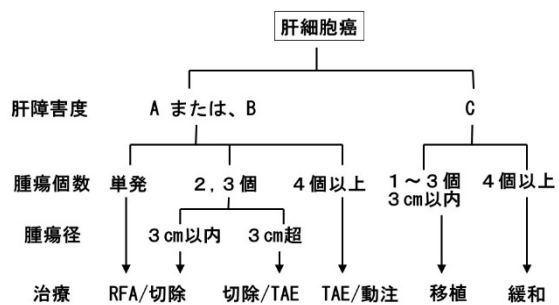 肝細胞癌
肝障害度 A または、B C
腫瘍個数 単発 2,3個 4個以上 1～3個 4個以上
3cm以内
腫瘍径 3cm以内 3cm超
治療 RFA/切除 切除/TAE TAE/動注 移植 緩和